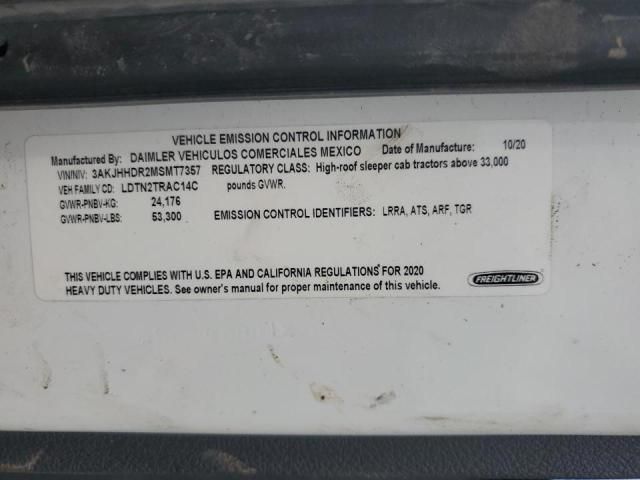 VEHICLE EMISSION CONTROL INFORMATION
Manufactured By: DAIMLER VEHICULOS COMERCIALES MEXICO Date of Manufacture: 10/20
VIN/NIV: 3AKJHHDR2MSMT7357 REGULATORY CLASS: High-roof sleeper cab tractors above 33,000
VEH FAMILY CD: LDTN2TRAC14C pounds GVWR.
GVWR-PNBV-KG: 24,176
GVWR-PNBV-LBS: 53,300 EMISSION CONTROL IDENTIFIERS: LRRA, ATS, ARF, TGR
THIS VEHICLE COMPLIES WITH U.S. EPA AND CALIFORNIA REGULATIONS FOR 2020
HEAVY DUTY VEHICLES. See owner's manual for proper maintenance of this vehicle.
FREIGHTLINER